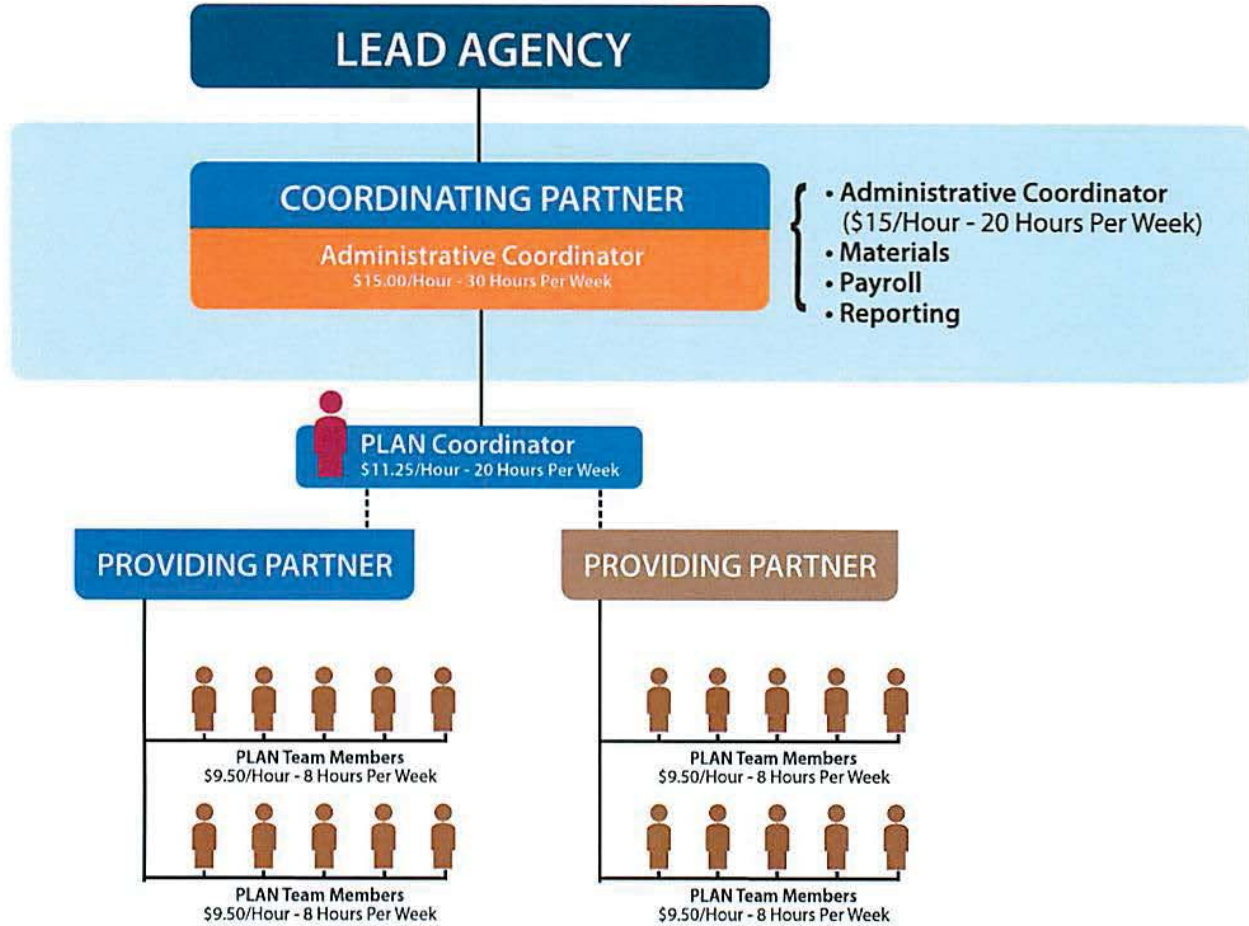 LEAD AGENCY
COORDINATING PARTNER
Administrative Coordinator
$15.00/Hour - 30 Hours Per Week
• Administrative Coordinator
($15/Hour - 20 Hours Per Week)
• Materials
• Payroll
• Reporting
PLAN Coordinator
$11.25/Hour - 20 Hours Per Week
PROVIDING PARTNER
PROVIDING PARTNER
PLAN Team Members
$9.50/Hour - 8 Hours Per Week
PLAN Team Members
$9.50/Hour - 8 Hours Per Week
PLAN Team Members
$9.50/Hour - 8 Hours Per Week
PLAN Team Members
$9.50/Hour - 8 Hours Per Week